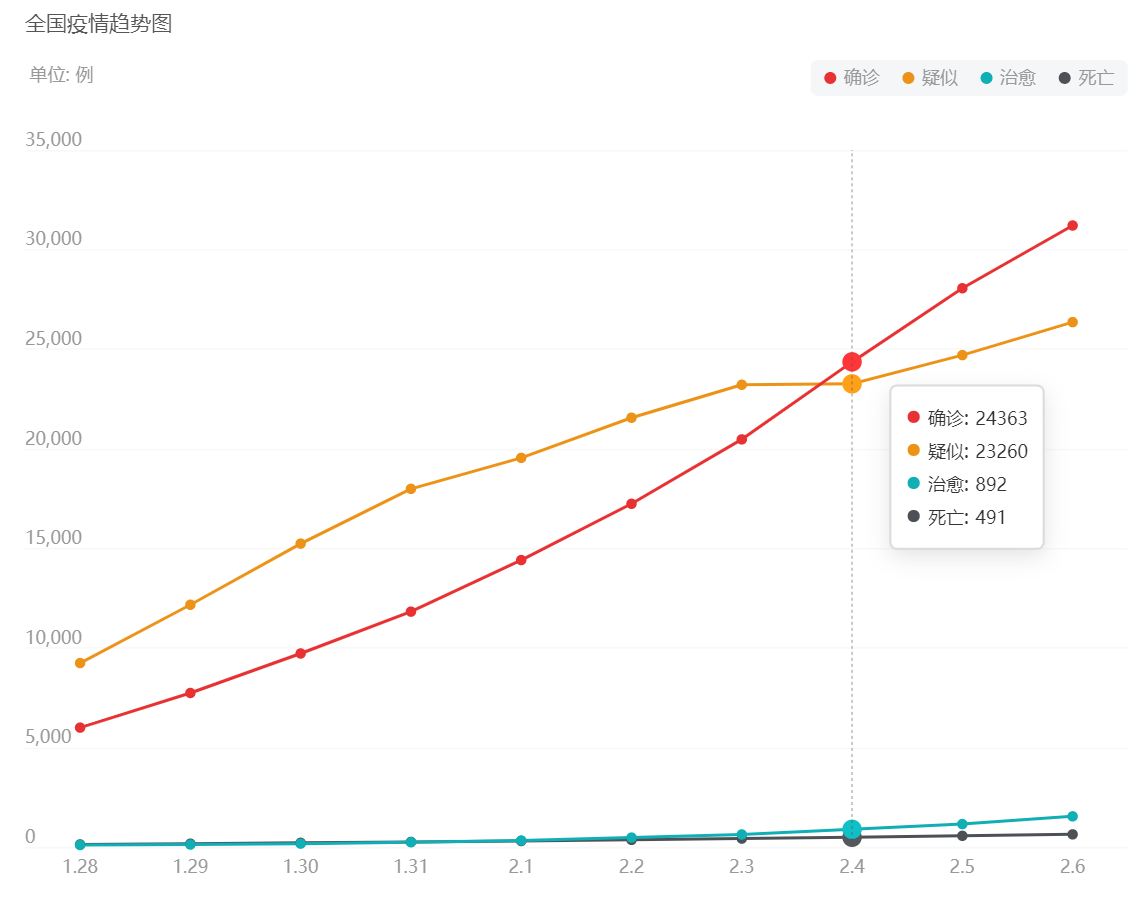 全国疫情趋势图
单位: 例
确诊 疑似 治愈 死亡
35,000
30,000
25,000
20,000
15,000
10,000
5,000
0
确诊: 24363
疑似: 23260
治愈: 892
死亡: 491
1.28 1.29 1.30 1.31 2.1 2.2 2.3 2.4 2.5 2.6